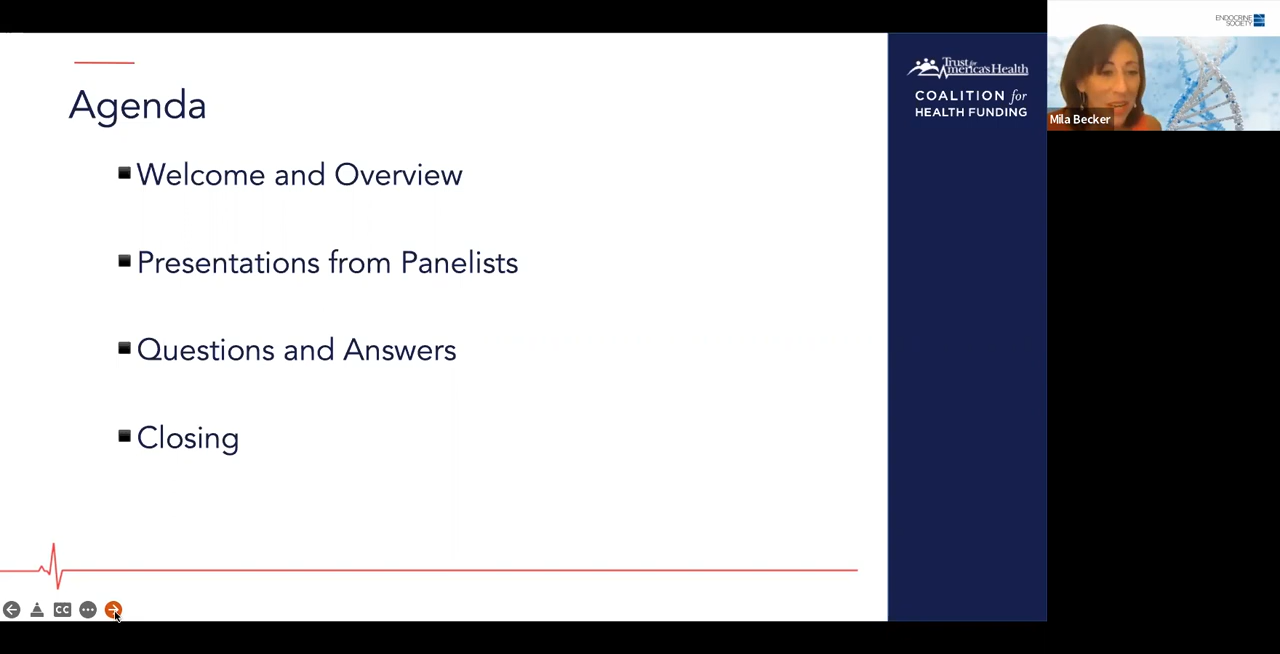 Agenda
Welcome and Overview
Presentations from Panelists
Questions and Answers
Closing
Trust for
America's Health
COALITION for
HEALTH FUNDING
ENDOCRINE
SOCIETY
Mila Becker
CC